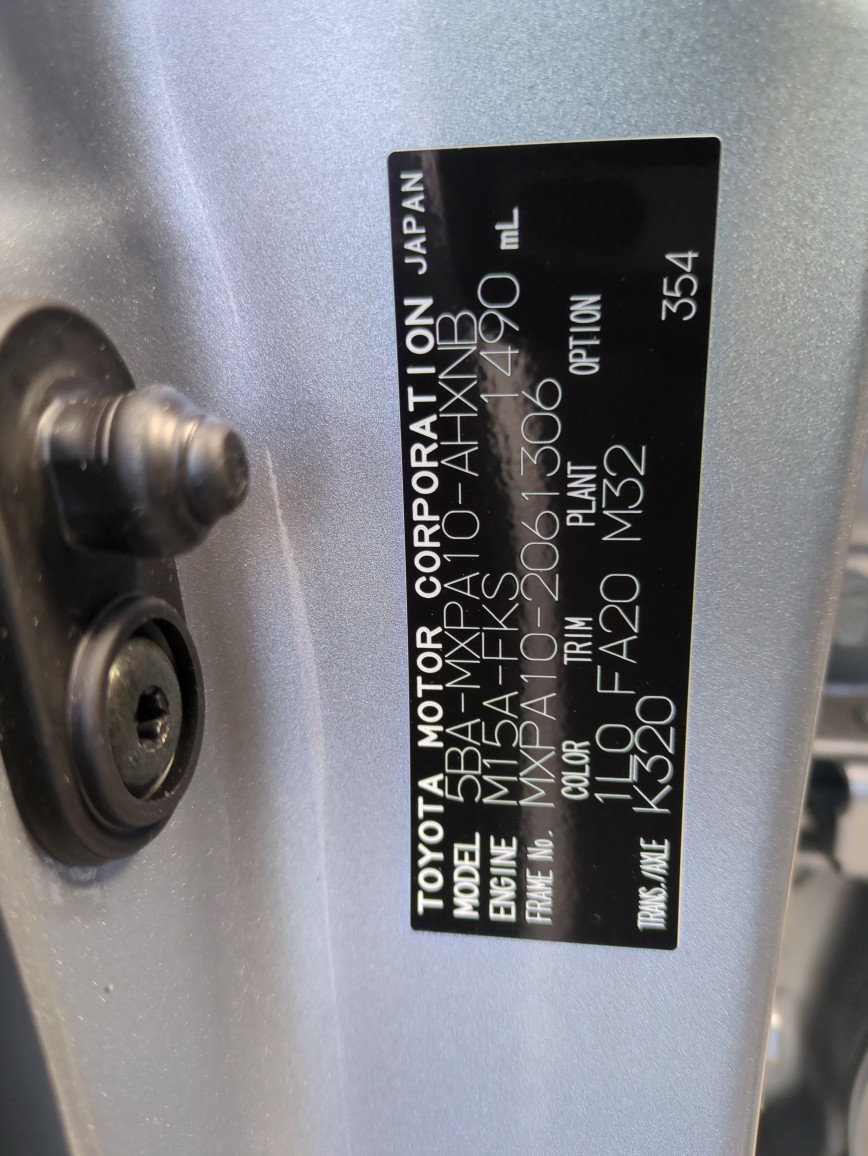 TOYOTA MOTOR CORPORATION JAPAN
MODEL 5BA-MXPA10-AHXNB
ENGINE M15A-FKS 1490 mL
FRAME No. MXPA10-2061306
COLOR TRIM PLANT OPTION
1L0 FA20 M32
TRANS./AXLE K320 354